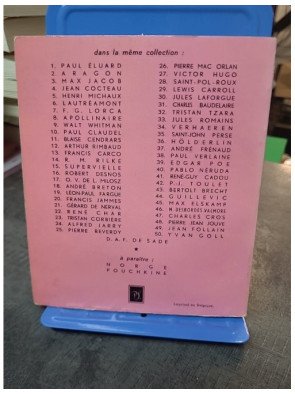 dans la même collection :
1. PAUL ÉLUARD
2. ARAGON
3. MAX JACOB
4. JEAN COCTEAU
5. HENRI MICHAUX
6. LAUTRÉAMONT
7. F. G. LORCA
8. APOLLINAIRE
9. WALT WHITMAN
10. PAUL CLAUDEL
11. BLAISE CENDRARS
12. ARTHUR RIMBAUD
13. FRANCIS CARCO
14. R. M. RILKE
15. SUPERVIELLE
16. ROBERT DESNOS
17. O. V. DE L. MILOSZ
18. ANDRÉ BRETON
19. LÉON-PAUL FARGUE
20. FRANCIS JAMMES
21. GÉRARD DE NERVAL
22. RENÉ CHAR
23. TRISTAN CORBIÈRE
24. ALFRED JARRY
25. PIERRE REVERDY
26. PIERRE MAC ORLAN
27. VICTOR HUGO
28. SAINT-POL-ROUX
29. LEWIS CARROLL
30. JULES LAFORGUE
31. CHARLES BAUDELAIRE
32. TRISTAN TZARA
33. JULES ROMAINS
34. VERHAEREN
35. SAINT-JOHN PERSE
36. HÖLDERLIN
37. ANDRÉ FRÉNAUD
38. PAUL VERLAINE
39. EDGAR POE
40. PABLO NÉRUDA
41. RENÉ-GUY CADOU
42. P. J. TOULET
43. BERTOLT BRECHT
44. GUILLEVIC
45. MAX ELSKAMP
46. M. DESBORDES VALMORE
47. CHARLES CROS
48. PIERRE JEAN JOUVE
49. JEAN FOLLAIN
50. YVAN GOLL
D. A. F. DE SADE
à paraître :
NORGE
POUCHKINE
Imprimé en Belgique.